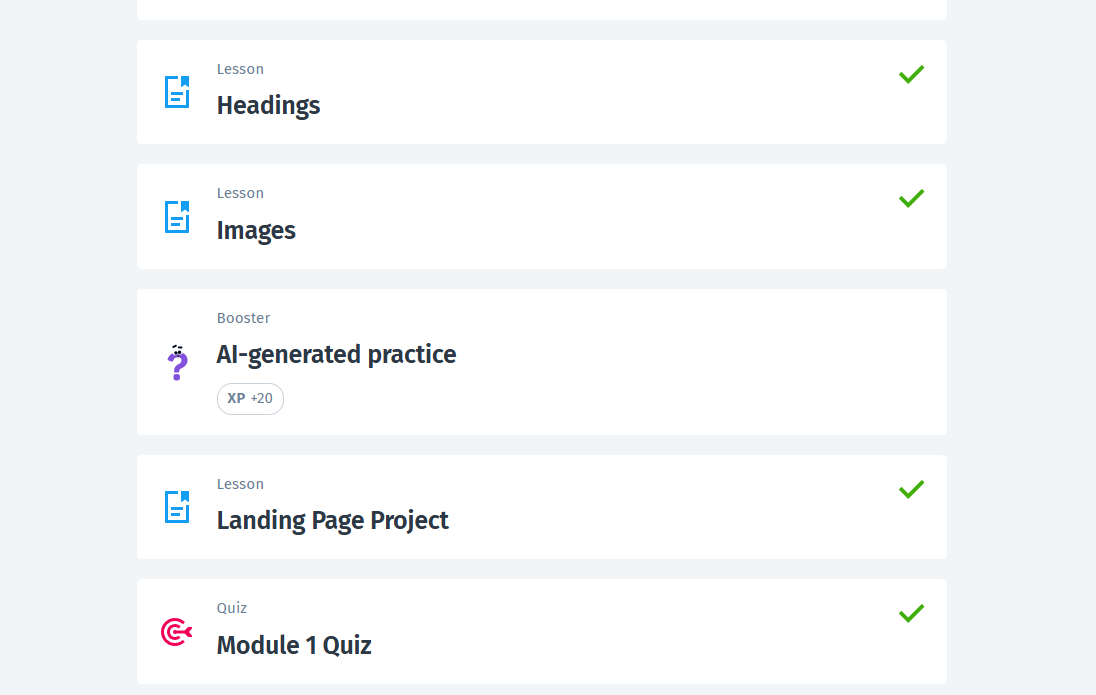 Lesson
Headings
Lesson
Images
Booster
AI-generated practice
XP +20
Lesson
Landing Page Project
Quiz
Module 1 Quiz